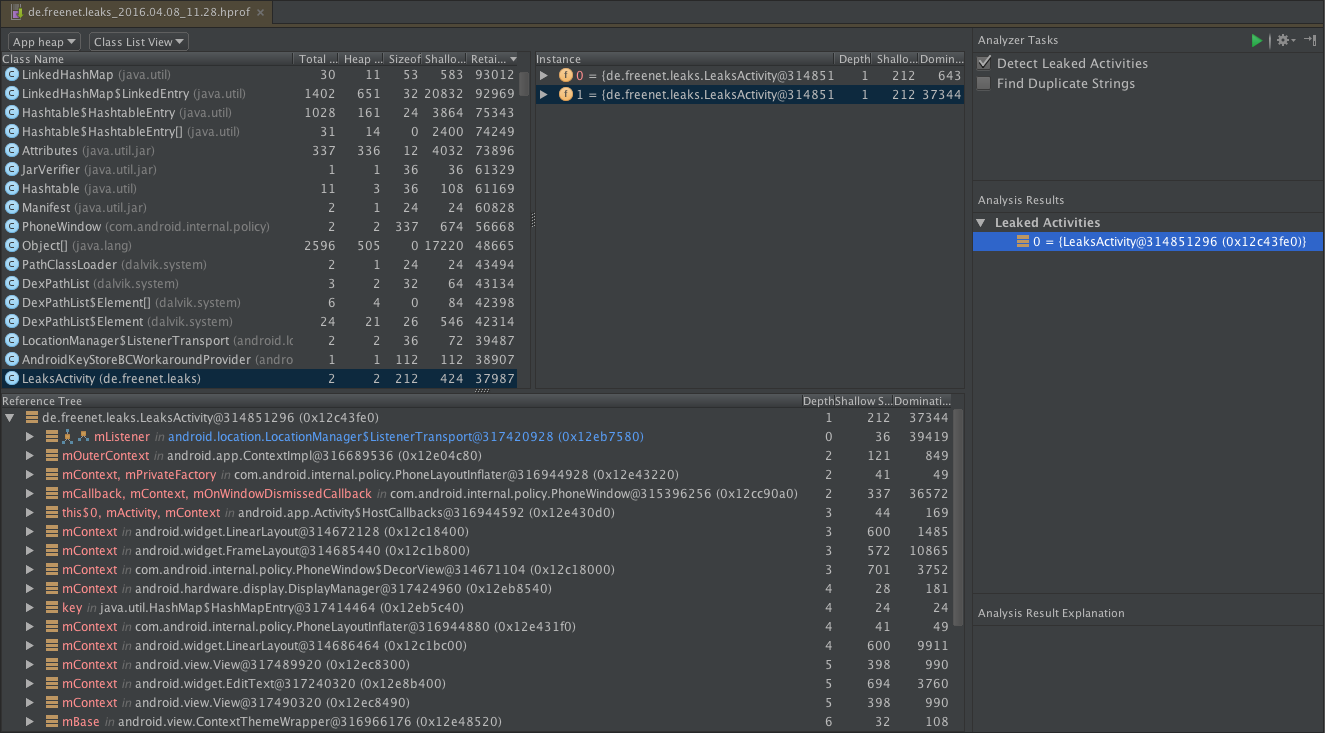 de.freenet.leaks_2016.04.08_11.28.hprof
App heap Class List View
Class Name Total ... Heap ... Sizeof Shallo... Retai...
LinkedHashMap (java.util) 30 11 53 583 93012
LinkedHashMap$LinkedEntry (java.util) 1402 651 32 20832 92969
Hashtable$HashtableEntry (java.util) 1028 161 24 3864 75343
Hashtable$HashtableEntry[] (java.util) 31 14 0 2400 74249
Attributes (java.util.jar) 337 336 12 4032 73896
JarVerifier (java.util.jar) 1 1 36 36 61329
Hashtable (java.util) 11 3 36 108 61169
Manifest (java.util.jar) 2 1 24 24 60828
PhoneWindow (com.android.internal.policy) 2 2 337 674 56668
Object[] (java.lang) 2596 505 0 17220 48665
PathClassLoader (dalvik.system) 2 1 24 24 43494
DexPathList (dalvik.system) 3 2 32 64 43134
DexPathList$Element[] (dalvik.system) 6 4 0 84 42398
DexPathList$Element (dalvik.system) 24 21 26 546 42314
LocationManager$ListenerTransport (android.lo 2 2 36 72 39487
AndroidKeyStoreBCWorkaroundProvider (andro 1 1 112 112 38907
LeaksActivity (de.freenet.leaks) 2 2 212 424 37987
Instance Depth Shallo... Domin...
0 = {de.freenet.leaks.LeaksActivity@314851 1 212 643
1 = {de.freenet.leaks.LeaksActivity@314851 1 212 37344
Analyzer Tasks
Detect Leaked Activities
Find Duplicate Strings
Analysis Results
Leaked Activities
0 = {LeaksActivity@314851296 (0x12c43fe0)}
Analysis Result Explanation
Reference Tree Depth Shallow S... Dominati...
de.freenet.leaks.LeaksActivity@314851296 (0x12c43fe0) 1 212 37344
mListener in android.location.LocationManager$ListenerTransport@317420928 (0x12eb7580) 0 36 39419
mOuterContext in android.app.ContextImpl@316689536 (0x12e04c80) 2 121 849
mContext, mPrivateFactory in com.android.internal.policy.PhoneLayoutInflater@316944928 (0x12e43220) 2 41 49
mCallback, mContext, mOnWindowDismissedCallback in com.android.internal.policy.PhoneWindow@315396256 (0x12cc90a0) 2 337 36572
this$0, mActivity, mContext in android.app.Activity$HostCallbacks@316944592 (0x12e430d0) 3 44 169
mContext in android.widget.LinearLayout@314672128 (0x12c18400) 3 600 1485
mContext in android.widget.FrameLayout@314685440 (0x12c1b800) 3 572 10865
mContext in com.android.internal.policy.PhoneWindow$DecorView@314671104 (0x12c18000) 3 701 3752
mContext in android.hardware.display.DisplayManager@317424960 (0x12eb8540) 4 28 181
key in java.util.HashMap$HashMapEntry@317414464 (0x12eb5c40) 4 24 24
mContext in com.android.internal.policy.PhoneLayoutInflater@316944880 (0x12e431f0) 4 41 49
mContext in android.widget.LinearLayout@314686464 (0x12c1bc00) 4 600 9911
mContext in android.view.View@317489920 (0x12ec8300) 5 398 990
mContext in android.widget.EditText@317240320 (0x12e8b400) 5 694 3760
mContext in android.view.View@317490320 (0x12ec8490) 5 398 990
mBase in android.view.ContextThemeWrapper@316966176 (0x12e48520) 6 32 108